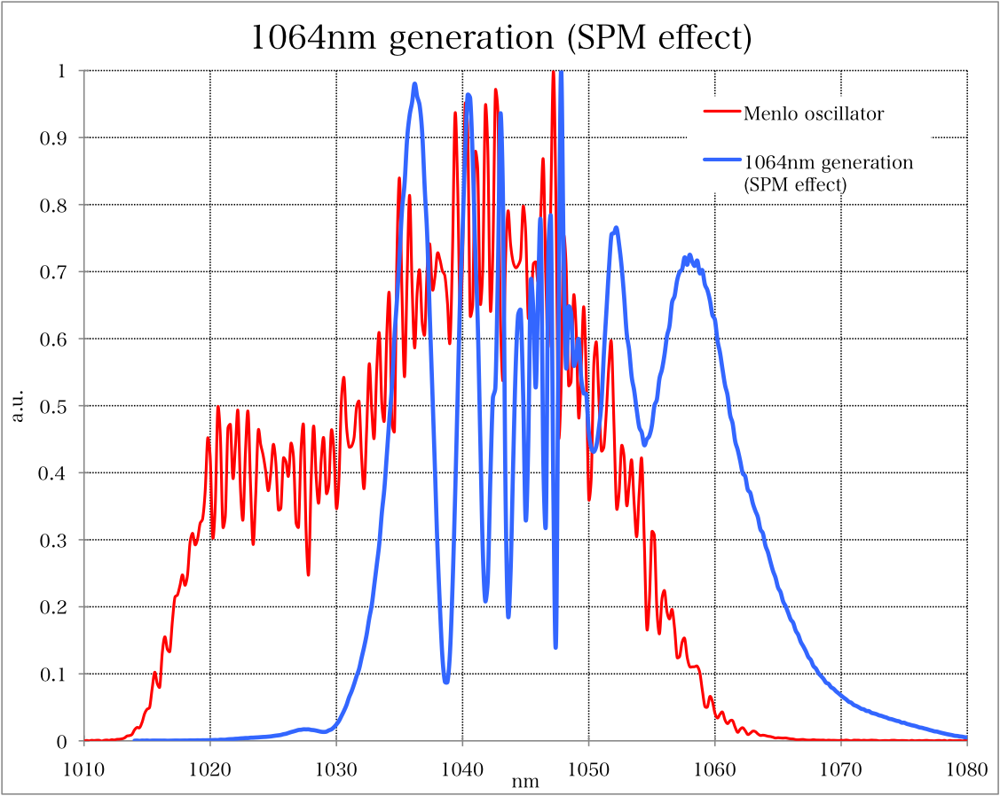 1064nm generation (SPM effect)
1
0.9
0.8
0.7
0.6
0.5
0.4
0.3
0.2
0.1
0
a.u.
Menlo oscillator
1064nm generation
(SPM effect)
1010 1020 1030 1040 1050 1060 1070 1080
nm